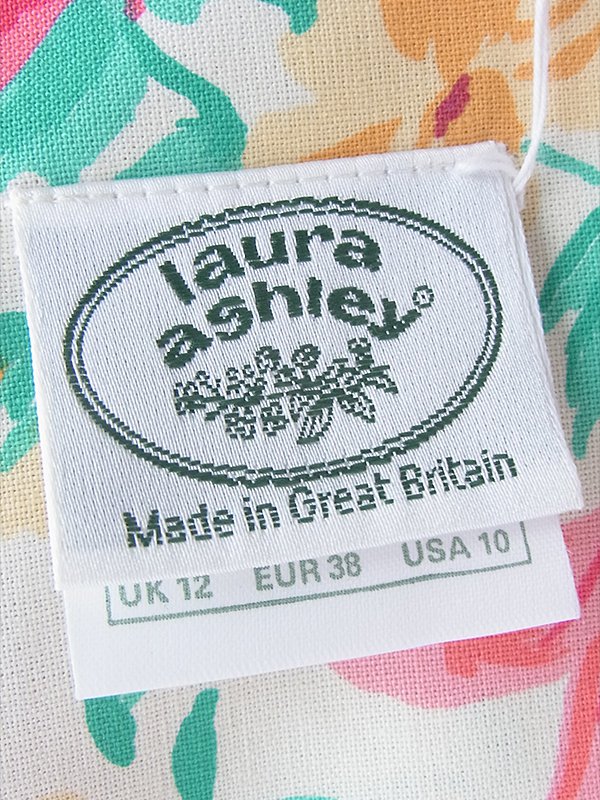 laura
ashley®
Made in Great Britain
UK 12 EUR 38 USA 10